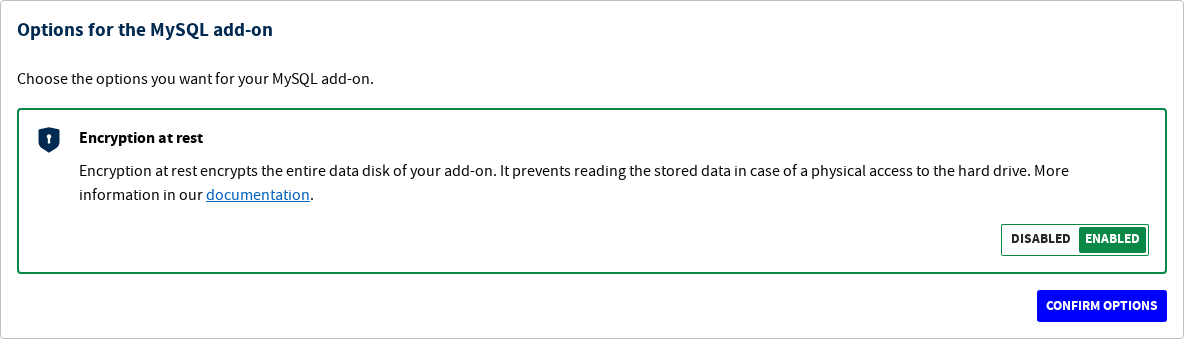 Options for the MySQL add-on
Choose the options you want for your MySQL add-on.
Encryption at rest
Encryption at rest encrypts the entire data disk of your add-on. It prevents reading the stored data in case of a physical access to the hard drive. More
information in our documentation.
DISABLED ENABLED
CONFIRM OPTIONS